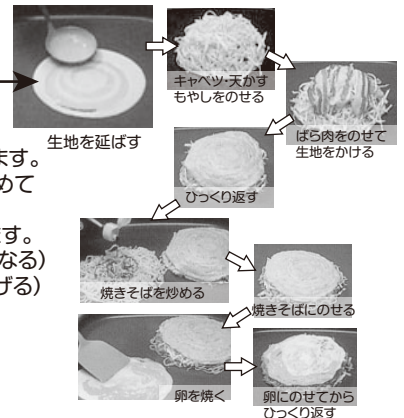 生地を延ばす
キャベツ・天かす
もやしをのせる
ばら肉をのせて
生地をかける
ひっくり返す
ます。
めて
ます。
なる）
げる）
焼きそばを炒める
焼きそばにのせる
卵を焼く
卵にのせてから
ひっくり返す